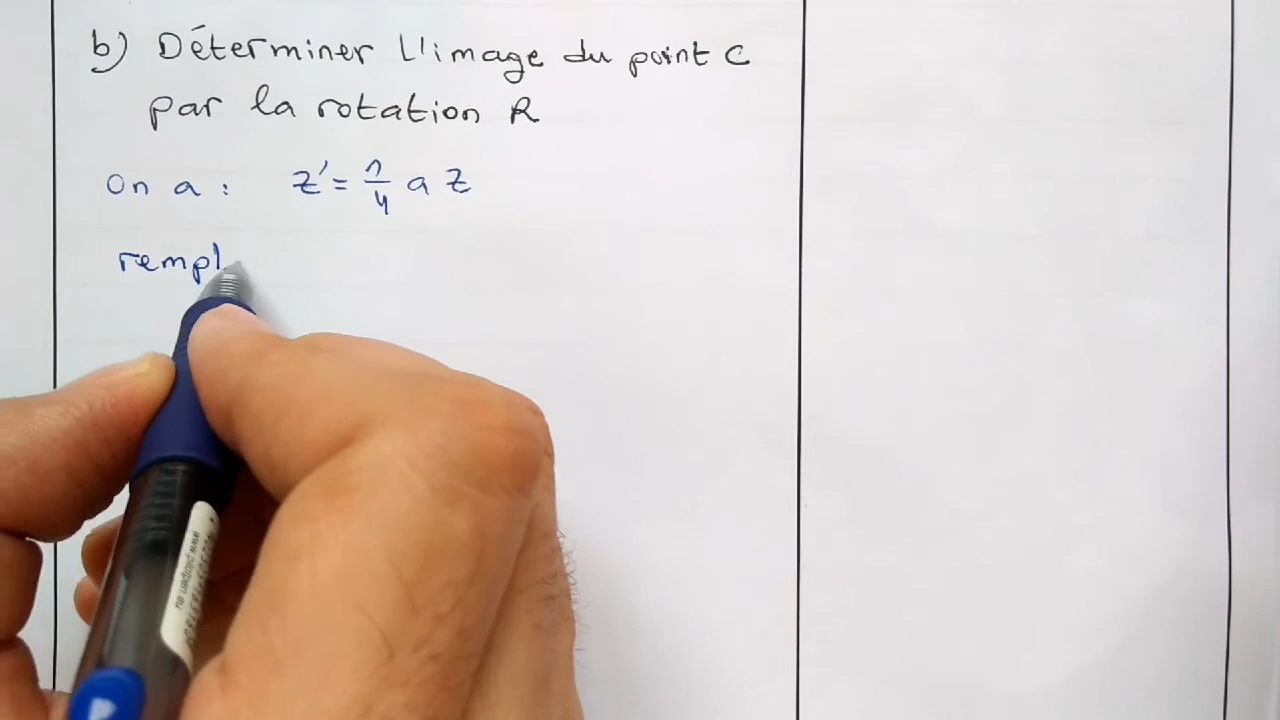 b) Déterminer l'image du point C
par la rotation R
On a : z' = 1/4 a z
rempl